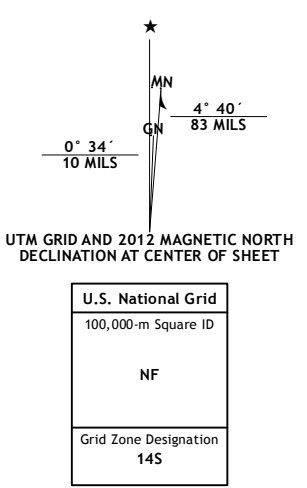 ★
MN
4° 40´
GN
83 MILS
0° 34´
10 MILS
UTM GRID AND 2012 MAGNETIC NORTH
DECLINATION AT CENTER OF SHEET
U.S. National Grid
100,000-m Square ID
NF
Grid Zone Designation
14S